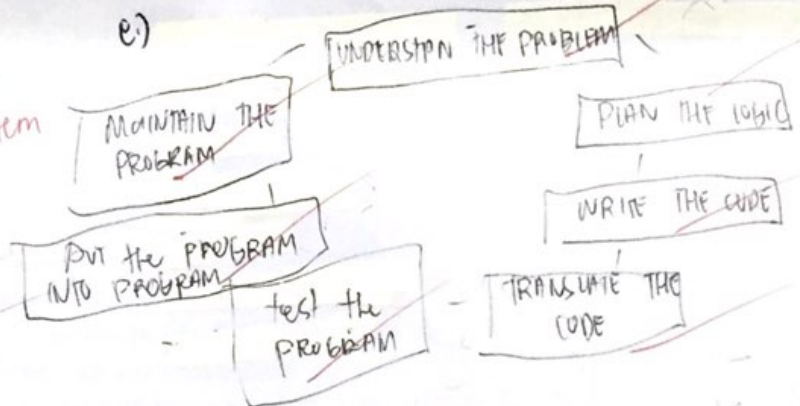 e.)
UNDERSTAN THE PROBLEM
PLAN THE LOGIC
WRITE THE CODE
TRANSLATE THE
CODE
test the
PROGRAM
PUT the PROGRAM
INTO PROGRAM
MAINTAIN THE
PROGRAM